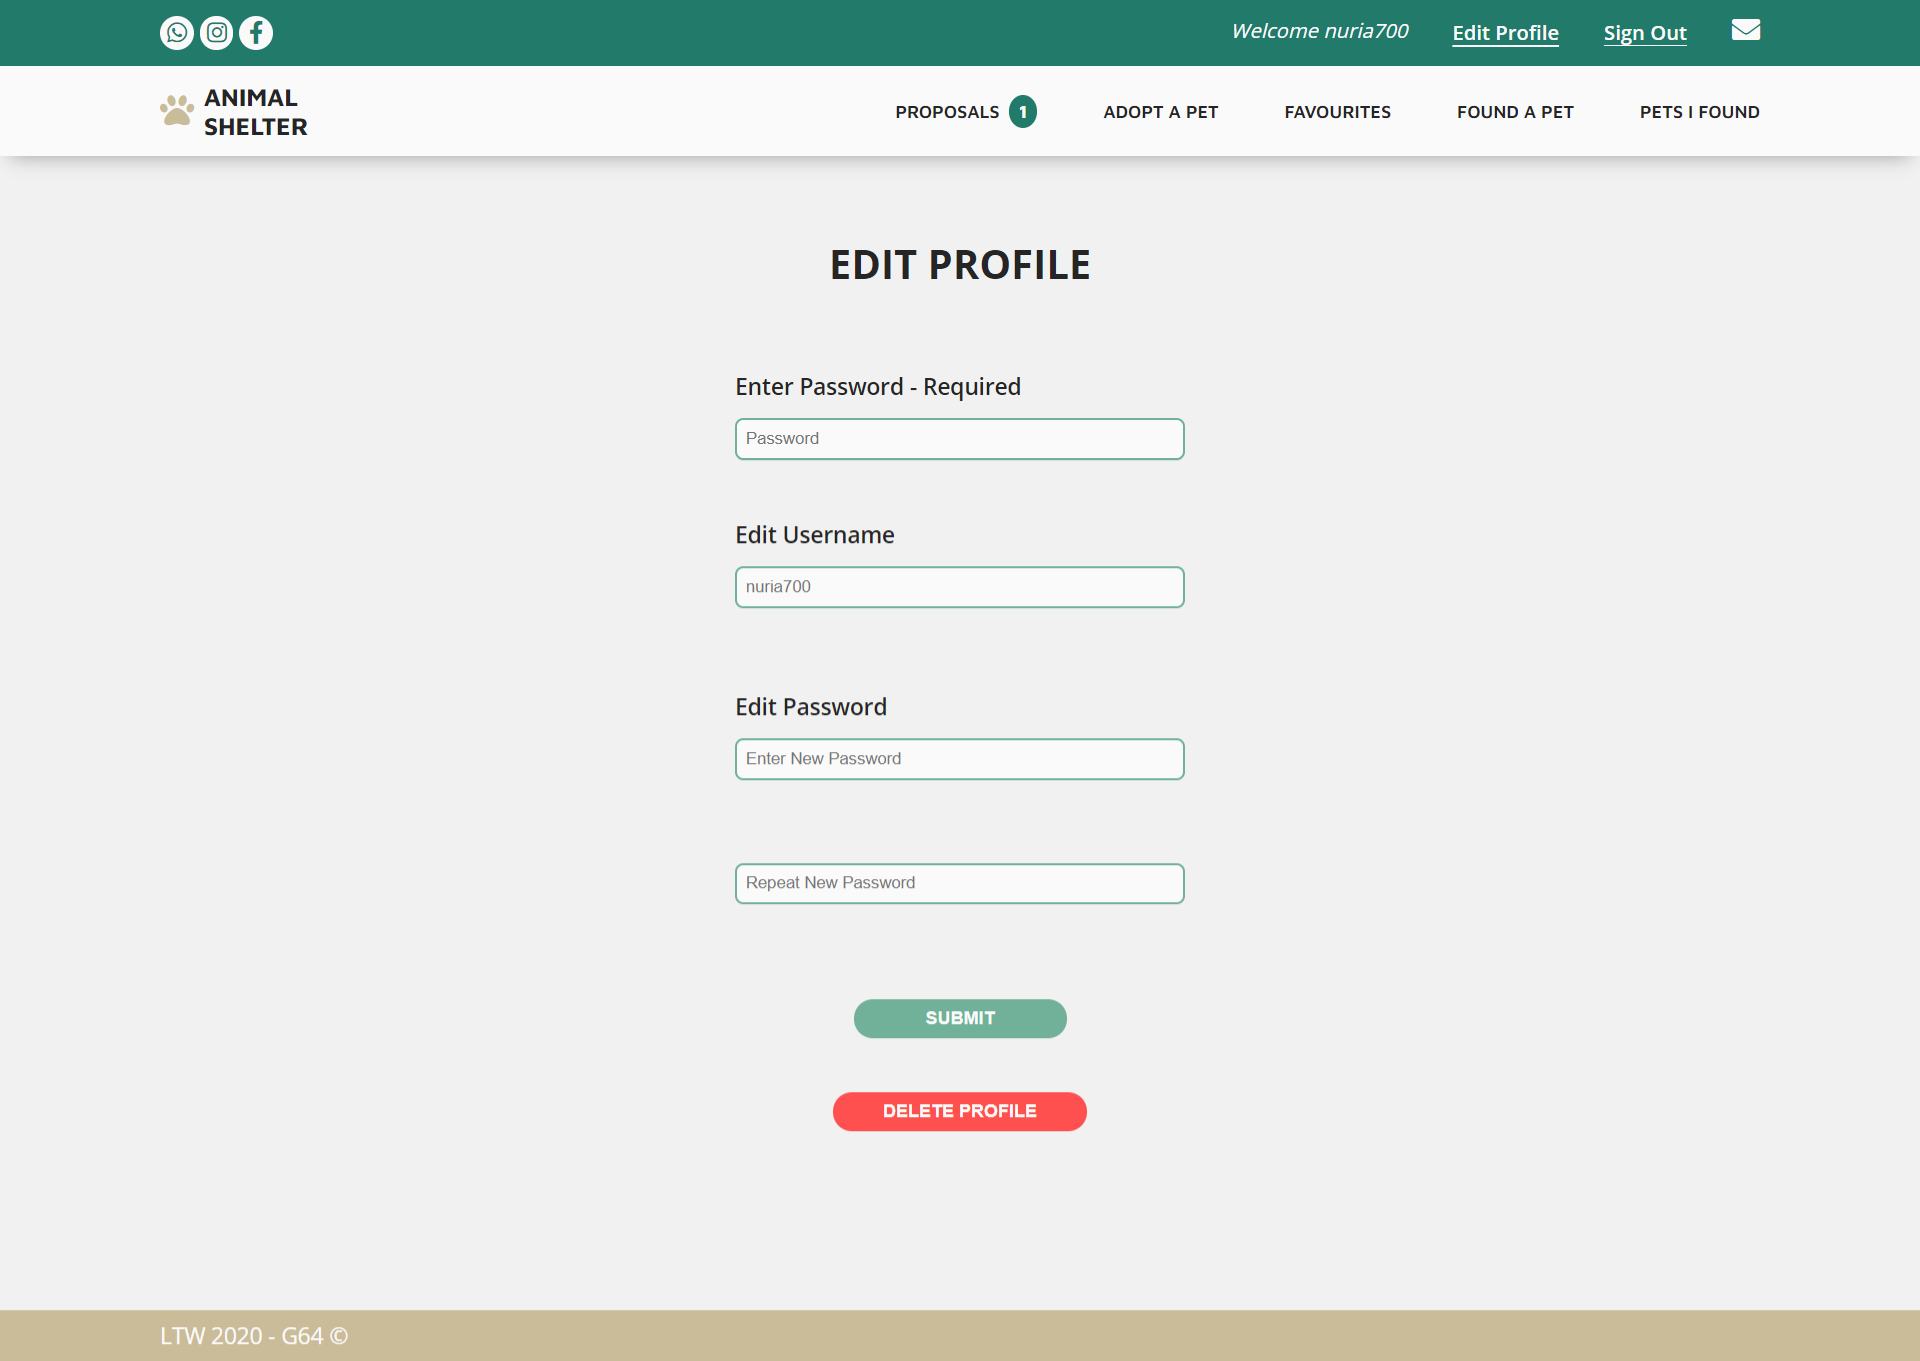 Welcome nuria700 Edit Profile Sign Out
ANIMAL
SHELTER
PROPOSALS 1 ADOPT A PET FAVOURITES FOUND A PET PETS I FOUND
EDIT PROFILE
Enter Password - Required
Password
Edit Username
nuria700
Edit Password
Enter New Password
Repeat New Password
SUBMIT
DELETE PROFILE
LTW 2020 - G64 ©